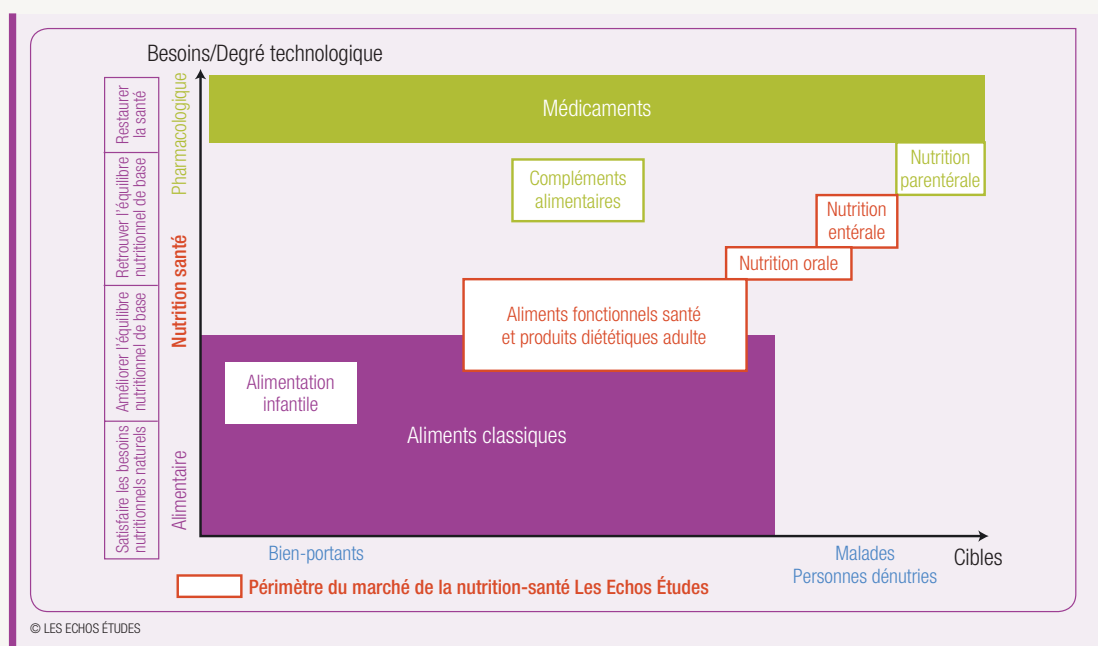 Besoins/Degré technologique
Restaurer
la santé
Retrouver l'équilibre
nutritionnel de base
Améliorer l'équilibre
nutritionnel de base
Satisfaire les besoins
nutritionnels naturels
Pharmacologique
Nutrition santé
Alimentaire
Médicaments
Compléments
alimentaires
Nutrition
parentérale
Nutrition
entérale
Nutrition orale
Aliments fonctionnels santé
et produits diététiques adulte
Alimentation
infantile
Aliments classiques
Bien-portants
Malades
Personnes dénutries
Cibles
Périmètre du marché de la nutrition-santé Les Echos Études
© LES ECHOS ÉTUDES